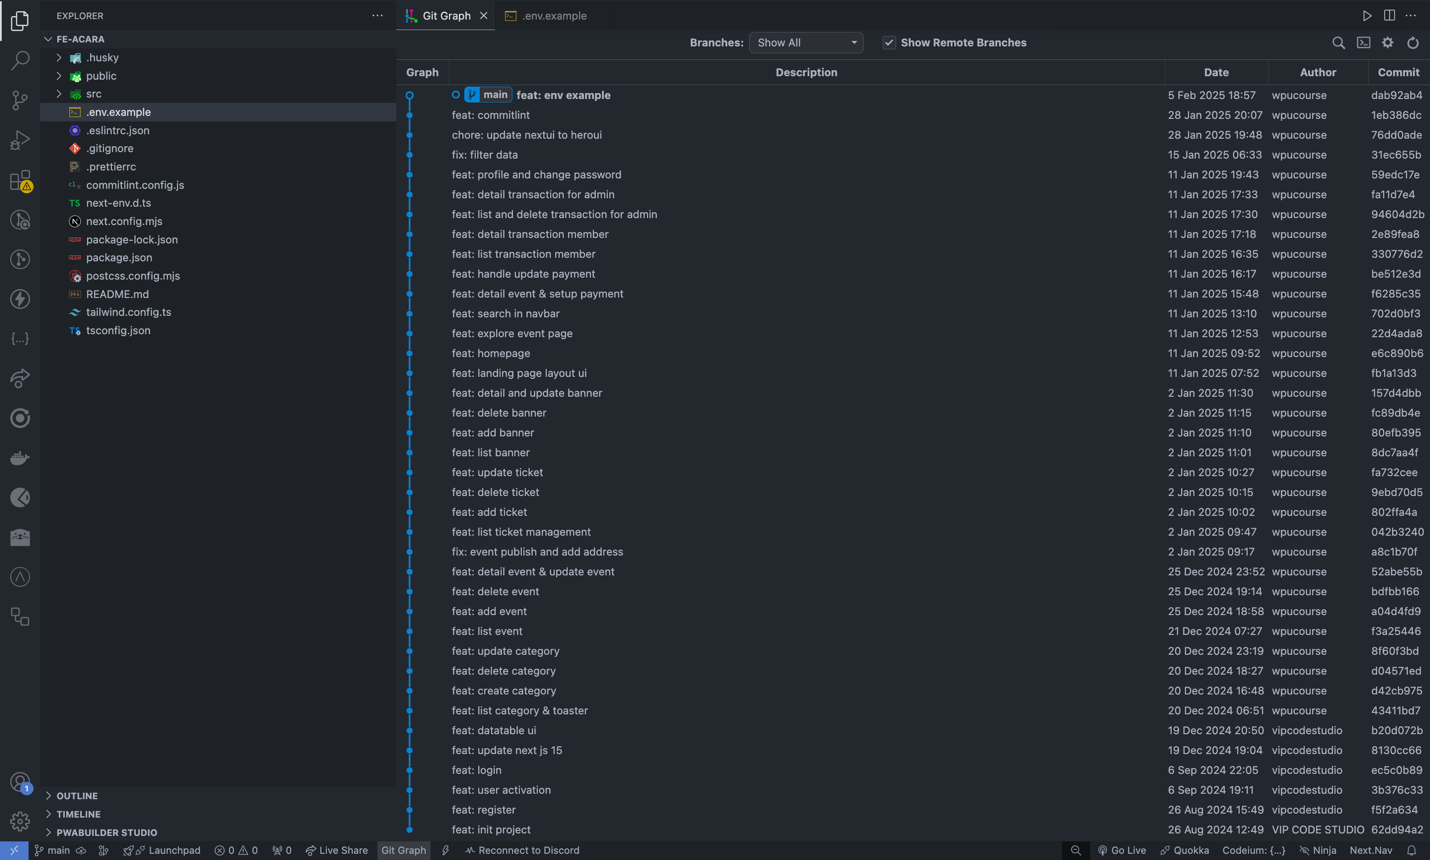 EXPLORER
Git Graph
.env.example
FE-ACARA
.husky
public
src
.env.example
.eslintrc.json
.gitignore
.prettierrc
commitlint.config.js
TS next-env.d.ts
next.config.mjs
package-lock.json
package.json
postcss.config.mjs
README.md
tailwind.config.ts
tsconfig.json
OUTLINE
TIMELINE
PWABUILDER STUDIO
Branches: Show All Show Remote Branches
Graph Description Date Author Commit
main feat: env example 5 Feb 2025 18:57 wpucourse dab92ab4
feat: commitlint 28 Jan 2025 20:07 wpucourse 1eb386dc
chore: update nextui to heroui 28 Jan 2025 19:48 wpucourse 76dd0ade
fix: filter data 15 Jan 2025 06:33 wpucourse 31ec655b
feat: profile and change password 11 Jan 2025 19:43 wpucourse 59edc17e
feat: detail transaction for admin 11 Jan 2025 17:33 wpucourse fa11d7e4
feat: list and delete transaction for admin 11 Jan 2025 17:30 wpucourse 94604d2b
feat: detail transaction member 11 Jan 2025 17:18 wpucourse 2e89fea8
feat: list transaction member 11 Jan 2025 16:35 wpucourse 330776d2
feat: handle update payment 11 Jan 2025 16:17 wpucourse be512e3d
feat: detail event & setup payment 11 Jan 2025 15:48 wpucourse f6285c35
feat: search in navbar 11 Jan 2025 13:10 wpucourse 702d0bf3
feat: explore event page 11 Jan 2025 12:53 wpucourse 22d4ada8
feat: homepage 11 Jan 2025 09:52 wpucourse e6c890b6
feat: landing page layout ui 11 Jan 2025 07:52 wpucourse fb1a13d3
feat: detail and update banner 2 Jan 2025 11:30 wpucourse 157d4dbb
feat: delete banner 2 Jan 2025 11:15 wpucourse fc89db4e
feat: add banner 2 Jan 2025 11:10 wpucourse 80efb395
feat: list banner 2 Jan 2025 11:01 wpucourse 8dc7aa4f
feat: update ticket 2 Jan 2025 10:27 wpucourse fa732cee
feat: delete ticket 2 Jan 2025 10:15 wpucourse 9ebd70d5
feat: add ticket 2 Jan 2025 10:02 wpucourse 802ffa4a
feat: list ticket management 2 Jan 2025 09:47 wpucourse 042b3240
fix: event publish and add address 2 Jan 2025 09:17 wpucourse a8c1b70f
feat: detail event & update event 25 Dec 2024 23:52 wpucourse 52abe55b
feat: delete event 25 Dec 2024 19:14 wpucourse bdfbb166
feat: add event 25 Dec 2024 18:58 wpucourse a04d4fd9
feat: list event 21 Dec 2024 07:27 wpucourse f3a25446
feat: update category 20 Dec 2024 23:19 wpucourse 8f60f3bd
feat: delete category 20 Dec 2024 18:27 wpucourse d04571ed
feat: create category 20 Dec 2024 16:48 wpucourse d42cb975
feat: list category & toaster 20 Dec 2024 06:51 wpucourse 43411bd7
feat: datatable ui 19 Dec 2024 20:50 vipcodestudio b20d072b
feat: update next js 15 19 Dec 2024 19:04 vipcodestudio 8130cc66
feat: login 6 Sep 2024 22:05 vipcodestudio ec5c0b89
feat: user activation 6 Sep 2024 19:11 vipcodestudio 3b376c33
feat: register 26 Aug 2024 15:49 vipcodestudio f5f2a634
feat: init project 26 Aug 2024 12:49 VIP CODE STUDIO 62dd94a2
1
main Launchpad 0 0 0 Live Share Git Graph Reconnect to Discord Go Live Quokka Codeium: {...} Ninja Next.Nav